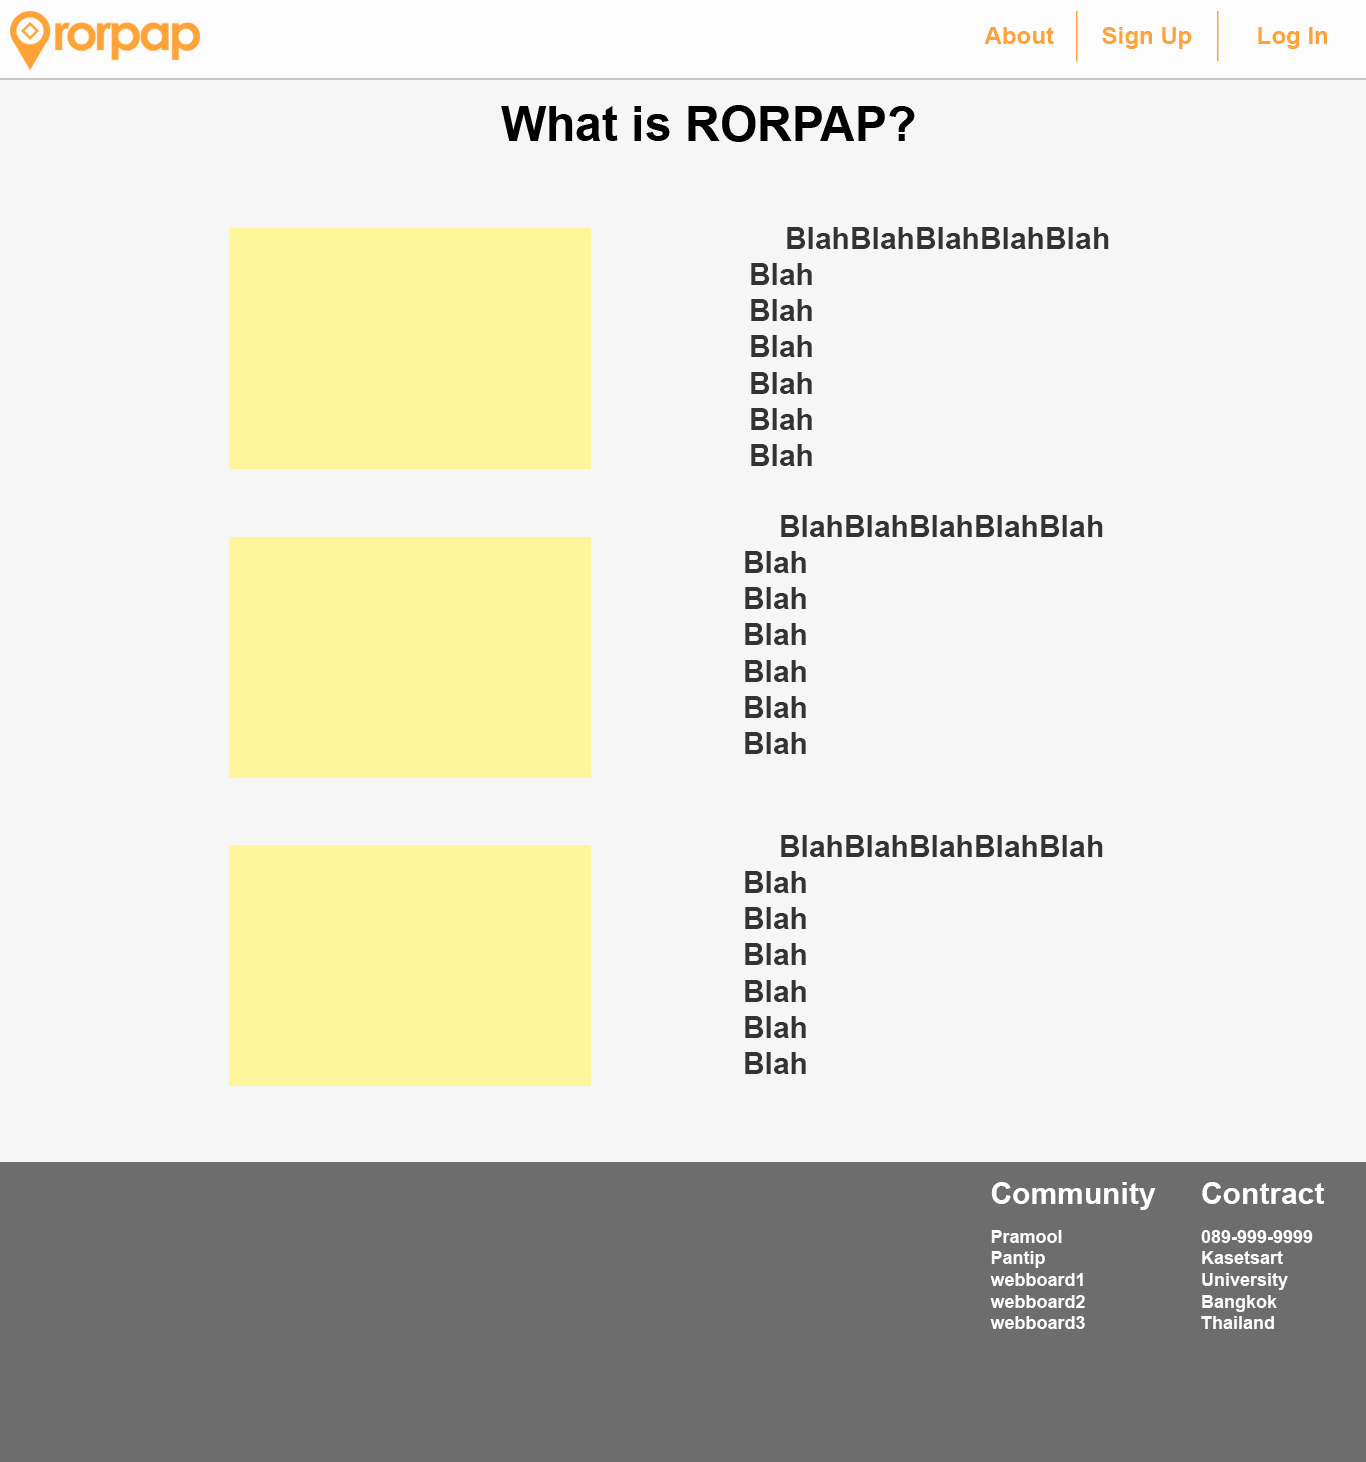 rorpap
About
Sign Up
Log In
What is RORPAP?
BlahBlahBlahBlahBlah
Blah
Blah
Blah
Blah
Blah
Blah
BlahBlahBlahBlahBlah
Blah
Blah
Blah
Blah
Blah
Blah
BlahBlahBlahBlahBlah
Blah
Blah
Blah
Blah
Blah
Blah
Community
Pramool
Pantip
webboard1
webboard2
webboard3
Contract
089-999-9999
Kasetsart
University
Bangkok
Thailand